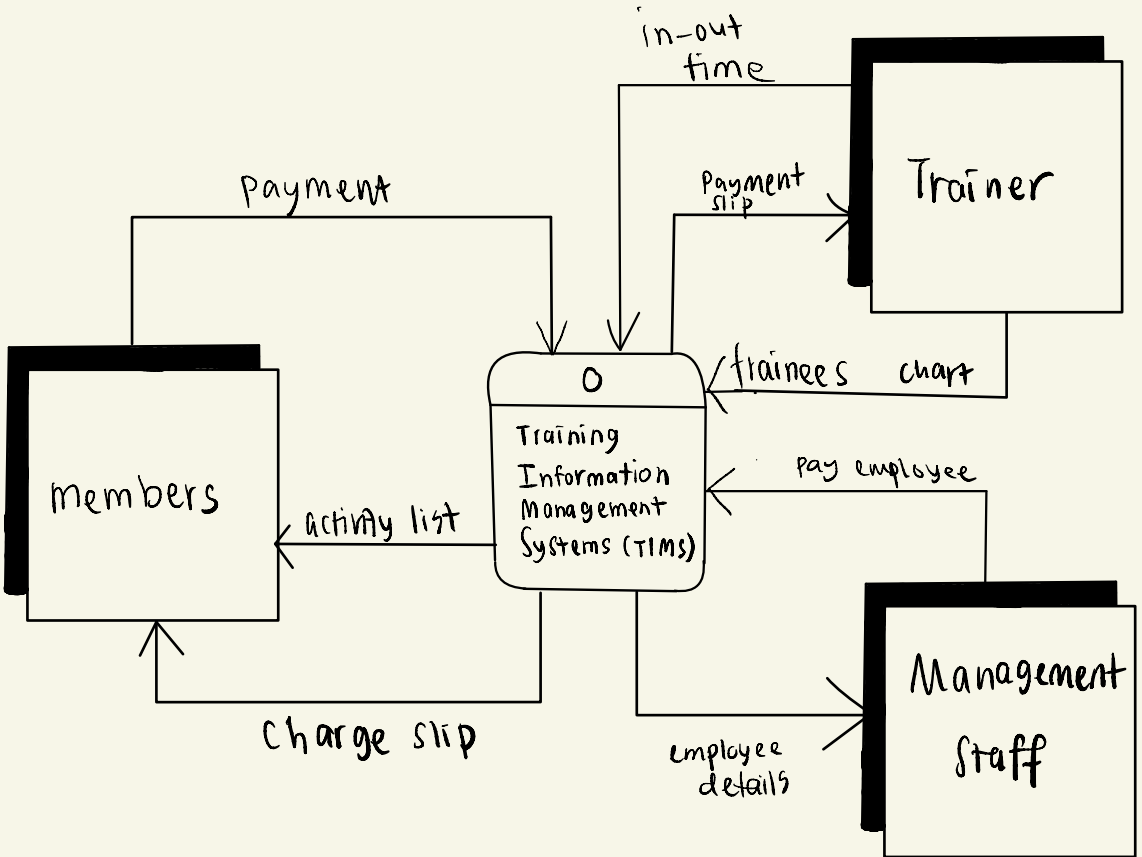 in-out
time
Trainer
payment
slip
payment
0
trainees chart
Training
Information
Management
Systems (TIMS)
members
pay employee
activity list
Management
Staff
charge slip
employee
details